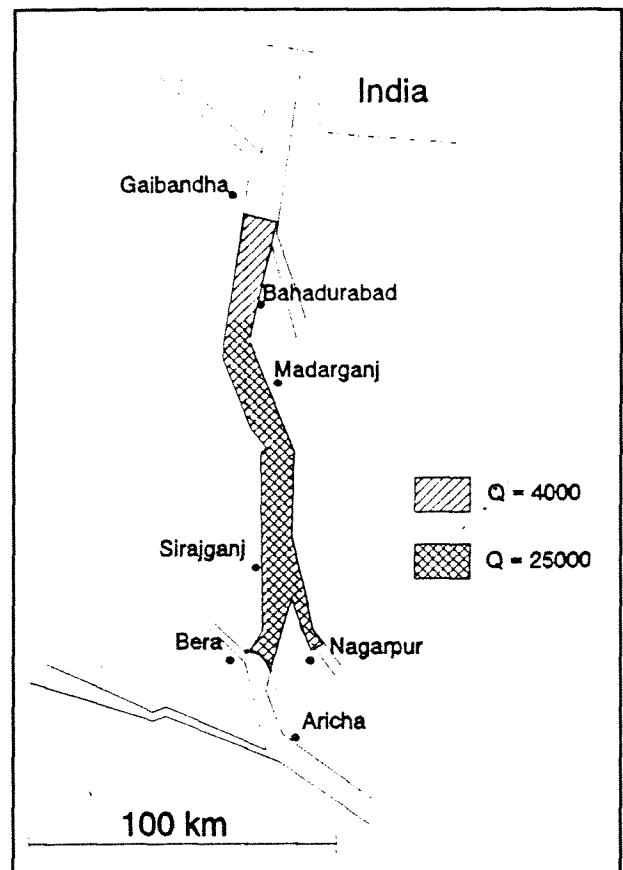 India
Gaibandha
Bahadurabad
Madarganj
Q = 4000
Sirajganj
Q = 25000
Bera
Nagarpur
Aricha
100 km